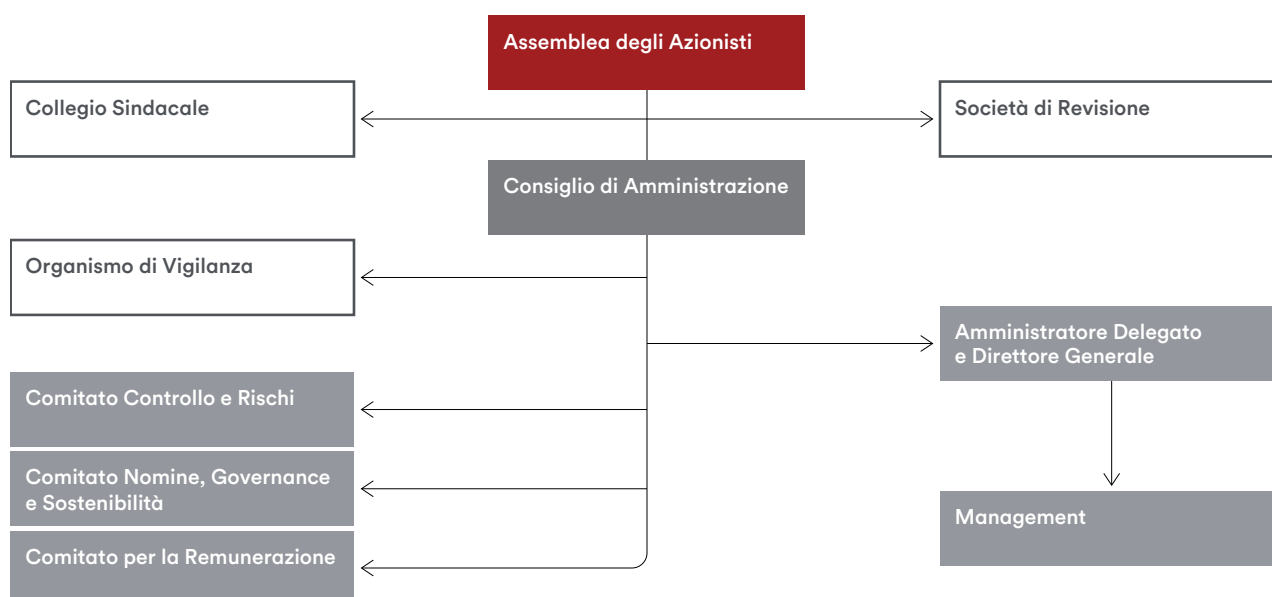 Assemblea degli Azionisti
Collegio Sindacale
Società di Revisione
Consiglio di Amministrazione
Organismo di Vigilanza
Amministratore Delegato
e Direttore Generale
Comitato Controllo e Rischi
Comitato Nomine, Governance
e Sostenibilità
Management
Comitato per la Remunerazione